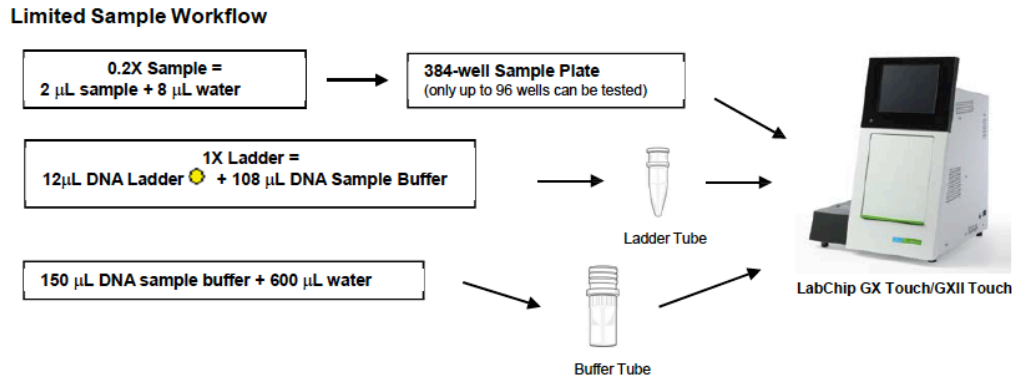 Limited Sample Workflow
0.2X Sample =
2 μL sample + 8 μL water
384-well Sample Plate
(only up to 96 wells can be tested)
1X Ladder =
12μL DNA Ladder + 108 μL DNA Sample Buffer
Ladder Tube
150 μL DNA sample buffer + 600 μL water
Buffer Tube
LabChip GX Touch/GXII Touch